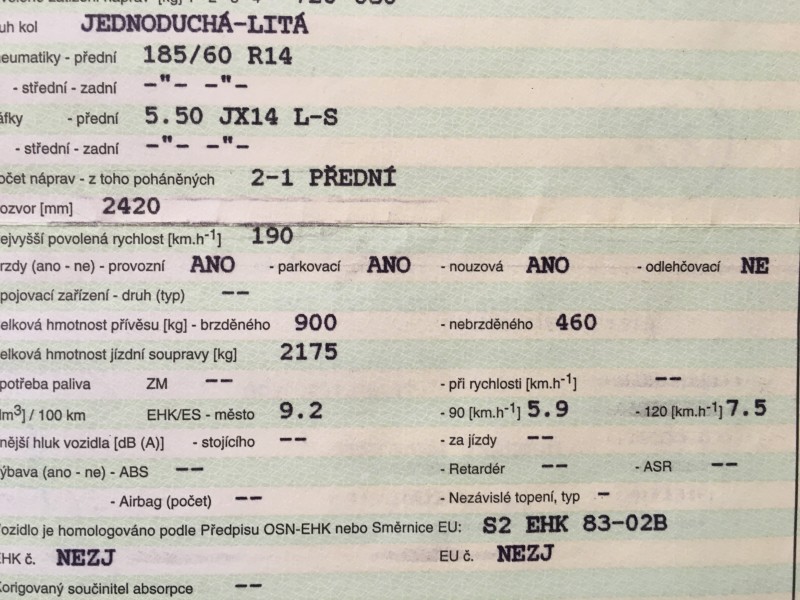 uh kol JEDNODUCHÁ-LITÁ
neumatiky - přední 185/60 R14
- střední - zadní -"- -"-
áfky - přední 5.50 JX14 L-S
- střední - zadní -"- -"-
očet náprav - z toho poháněných 2-1 PŘEDNÍ
ozvor [mm] 2420
ejvyšší povolená rychlost [km.h-1] 190
rzdy (ano - ne) - provozní ANO - parkovací ANO - nouzová ANO - odlehčovací NE
pojovací zařízení - druh (typ) --
elková hmotnost přívěsu [kg] - brzděného 900 - nebrzděného 460
elková hmotnost jízdní soupravy [kg] 2175
potřeba paliva ZM -- - při rychlosti [km.h-1] --
dm3] / 100 km EHK/ES - město 9.2 - 90 [km.h-1] 5.9 - 120 [km.h-1] 7.5
nější hluk vozidla [dB (A)] - stojícího -- - za jízdy --
ýbava (ano - ne) - ABS -- - Retardér -- - ASR --
- Airbag (počet) -- - Nezávislé topení, typ -
Vozidlo je homologováno podle Předpisu OSN-EHK nebo Směrnice EU: S2 EHK 83-02B
EHK č. NEZJ EU č. NEZJ
Korigovaný součinitel absorpce --